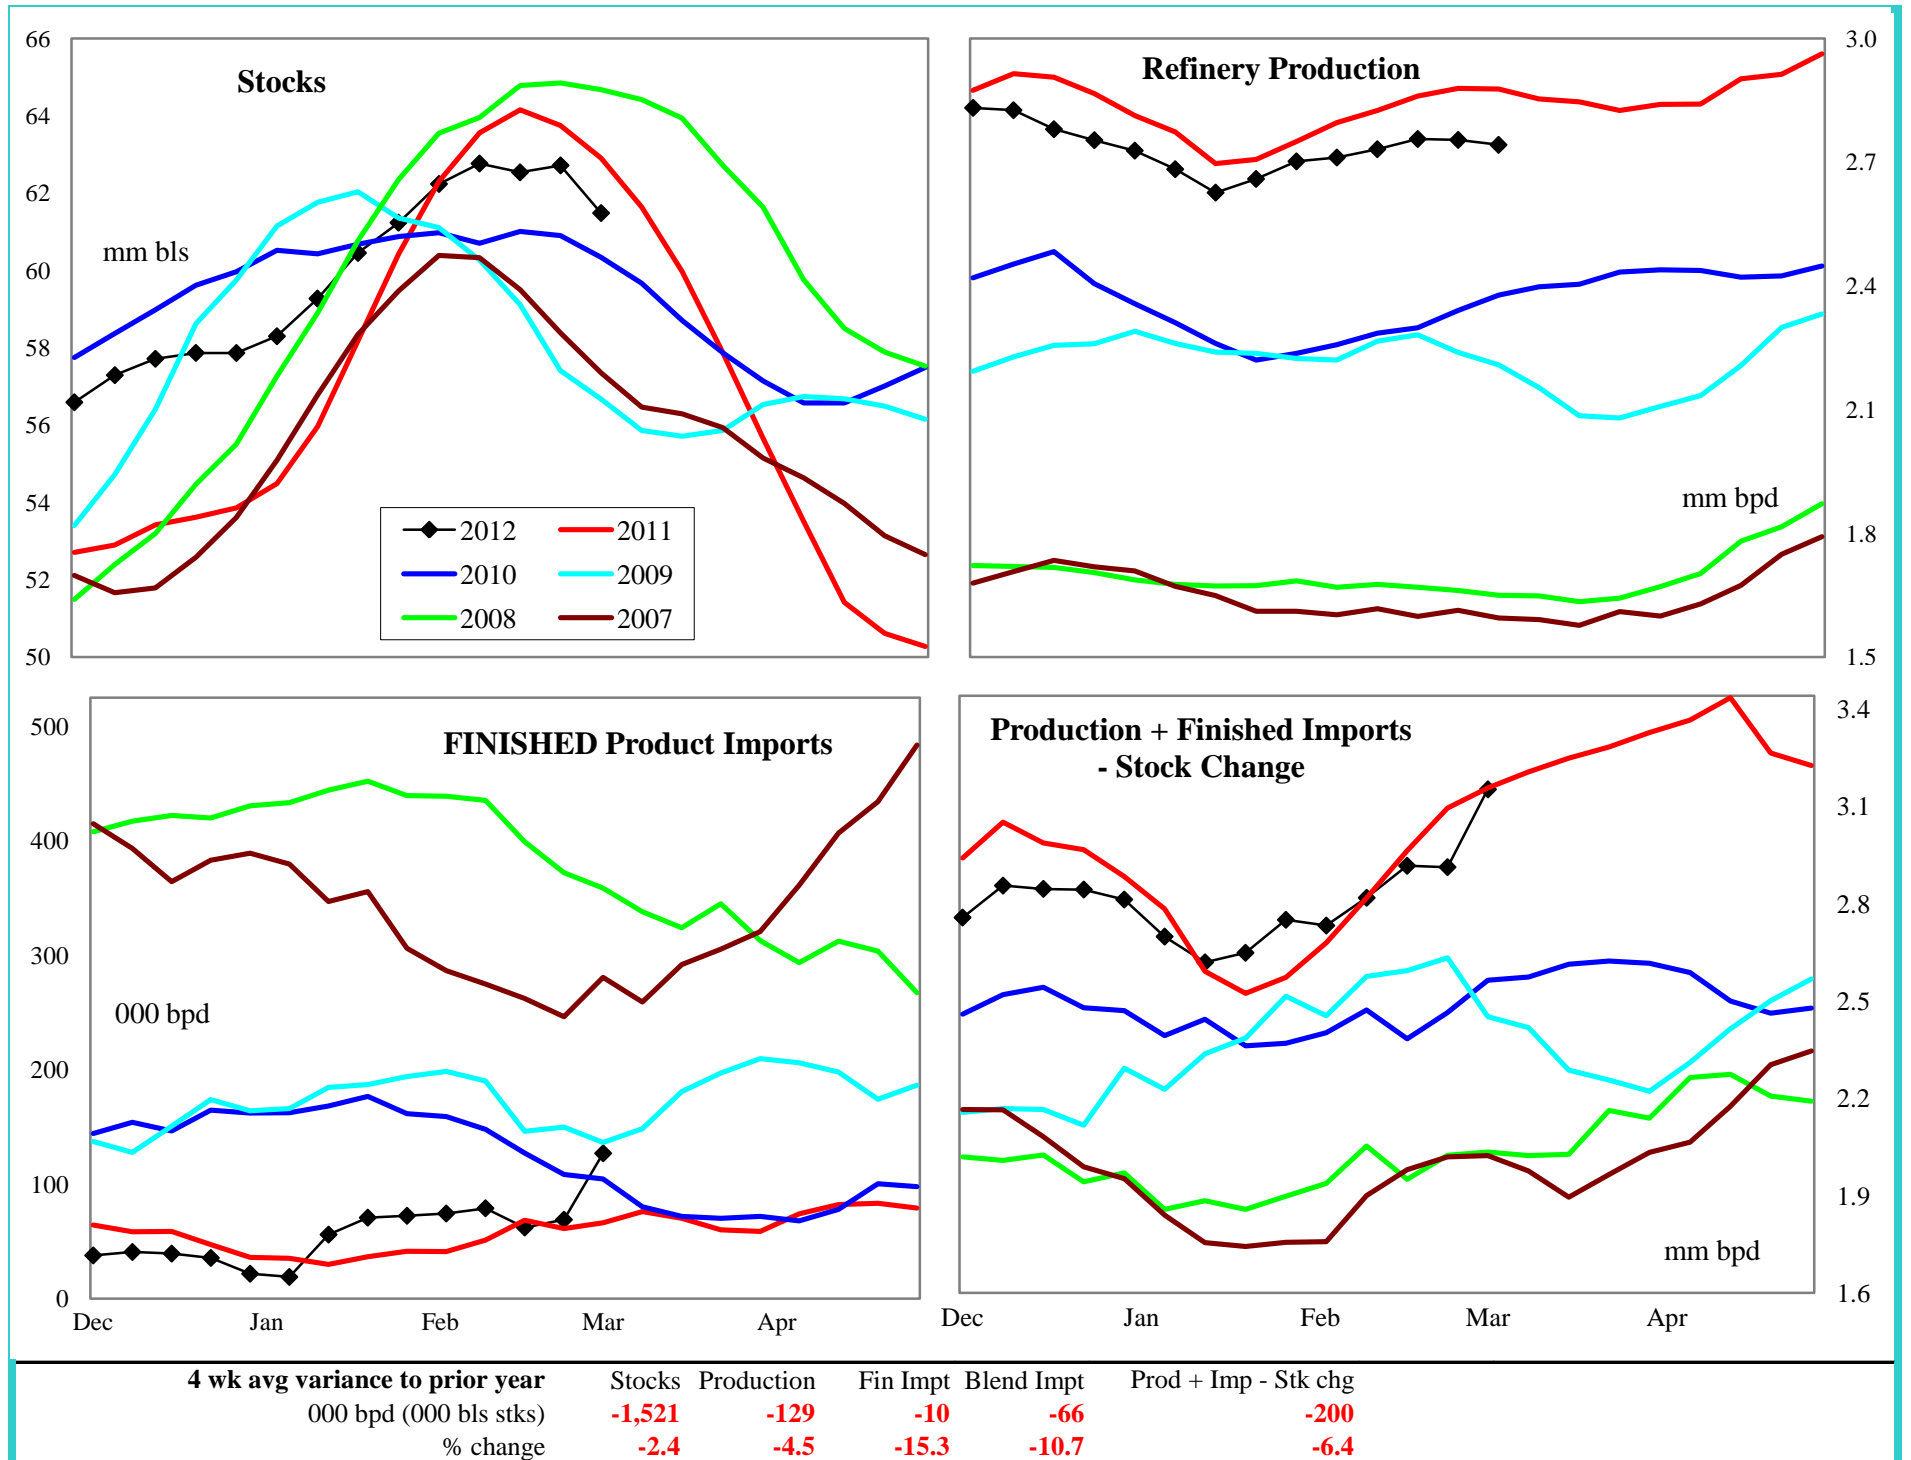 66
64
62
60
58
56
54
52
50
Stocks
mm bls
2012 2011
2010 2009
2008 2007
Refinery Production
mm bpd
3.0
2.7
2.4
2.1
1.8
1.5
500
400
300
200
100
0
FINISHED Product Imports
000 bpd
Dec Jan Feb Mar Apr
Production + Finished Imports
- Stock Change
mm bpd
3.4
3.1
2.8
2.5
2.2
1.9
1.6
Dec Jan Feb Mar Apr
4 wk avg variance to prior year Stocks Production Fin Impt Blend Impt Prod + Imp - Stk chg
000 bpd (000 bls stks) -1,521 -129 -10 -66 -200
% change -2.4 -4.5 -15.3 -10.7 -6.4